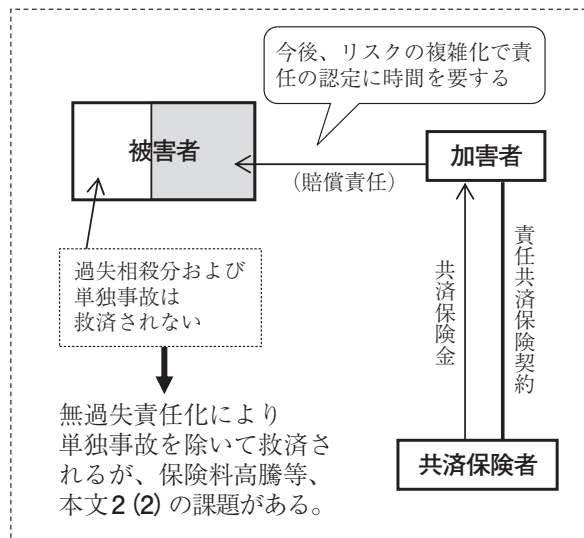 今後、リスクの複雑化で責
任の認定に時間を要する
被害者
加害者
（賠償責任）
過失相殺分および
単独事故は
救済されない
共済保険金
責任共済保険契約
無過失責任化により
単独事故を除いて救済さ
れるが、保険料高騰等、
本文2（2）の課題がある。
共済保険者